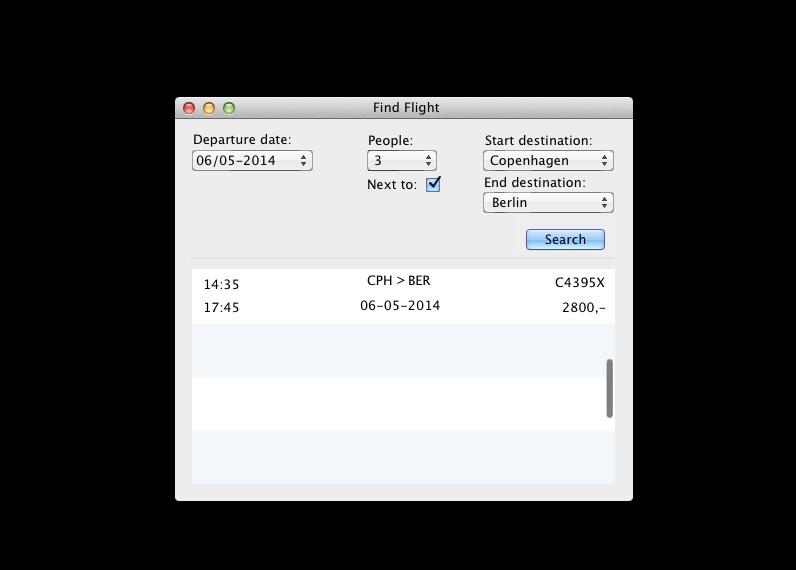 Find Flight
Departure date:
06/05-2014
People:
3
Next to:
Start destination:
Copenhagen
End destination:
Berlin
Search
14:35 CPH > BER C4395X
17:45 06-05-2014 2800,-